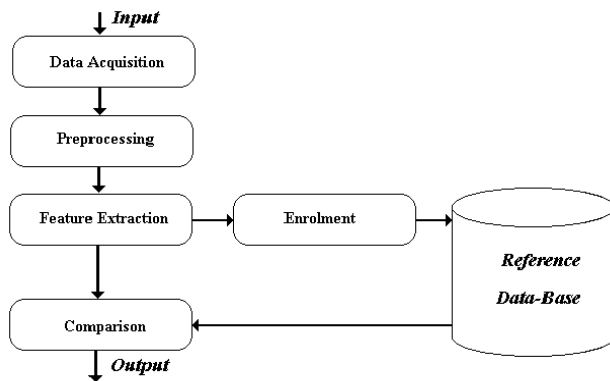 Input
Data Acquisition
Preprocessing
Feature Extraction
Enrolment
Reference
Data-Base
Comparison
Output